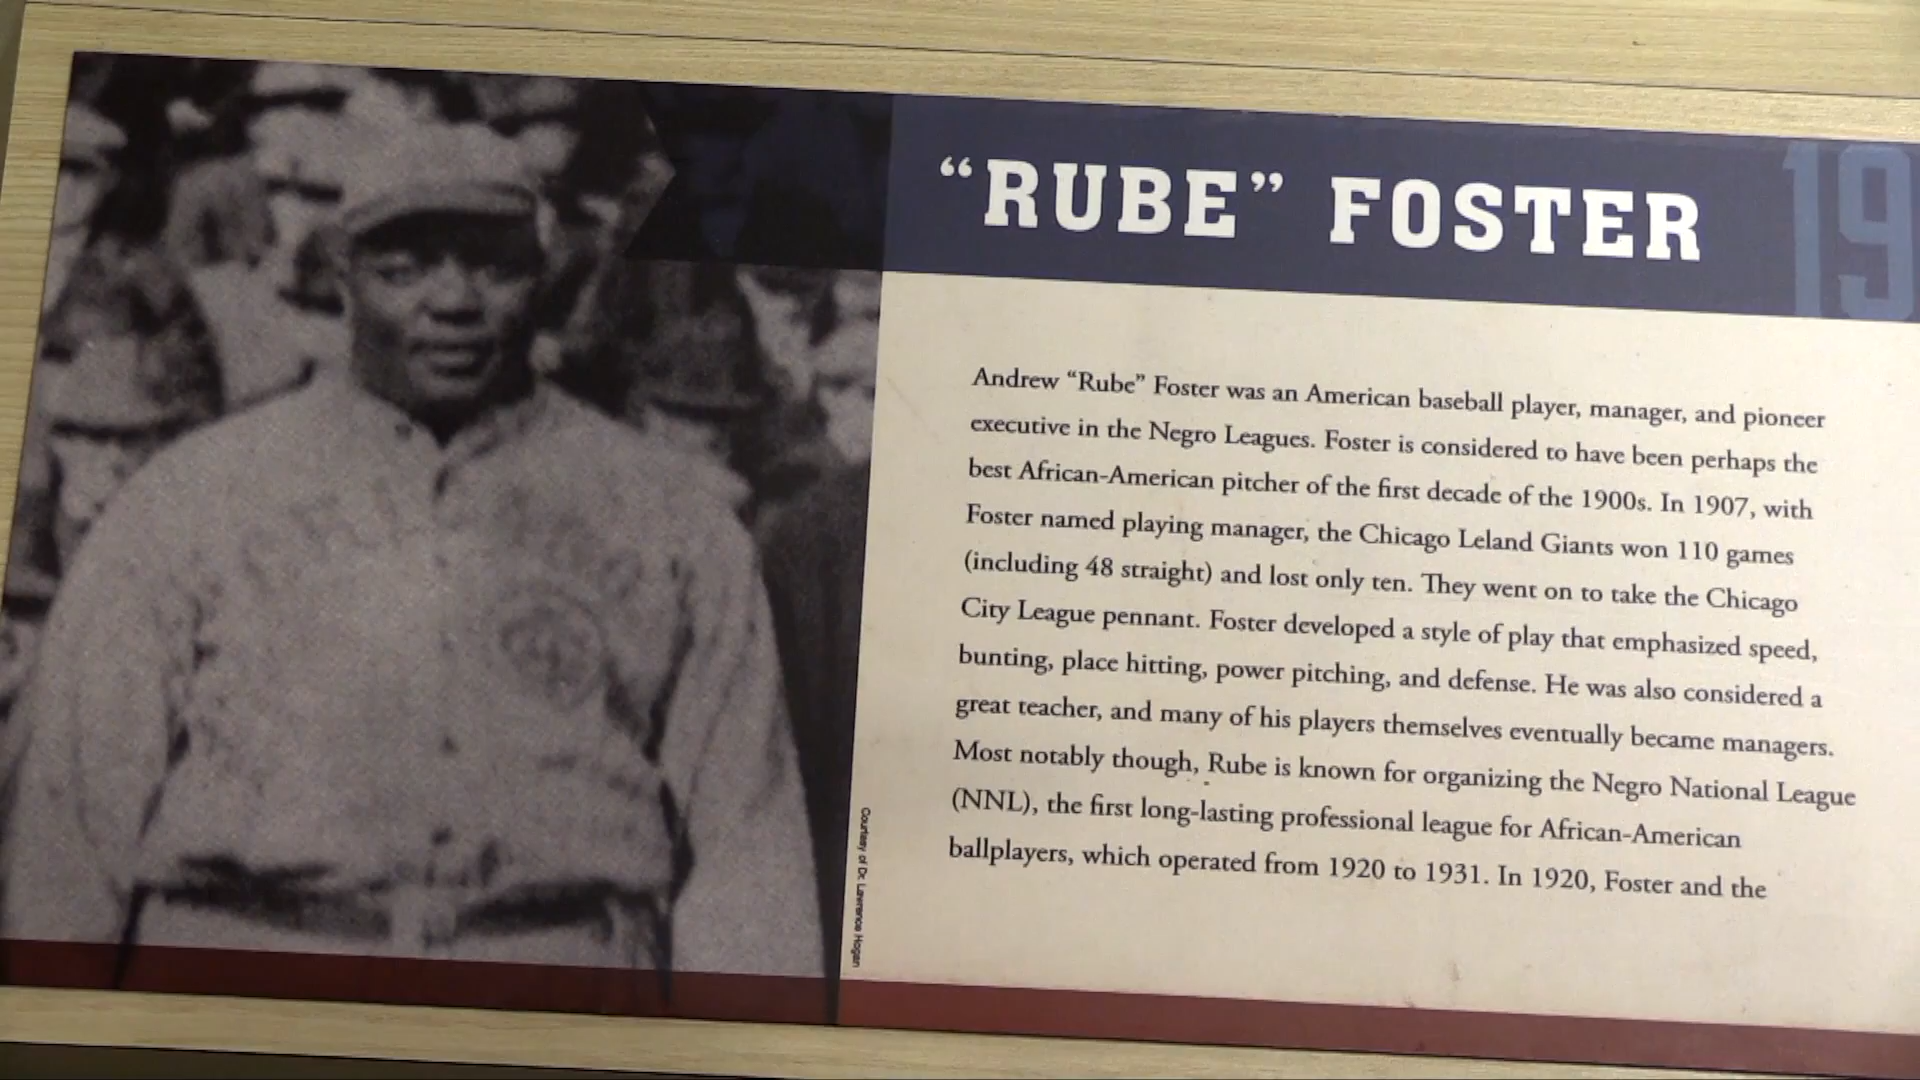 "RUBE" FOSTER
19
Andrew "Rube" Foster was an American baseball player, manager, and pioneer
executive in the Negro Leagues. Foster is considered to have been perhaps the
best African-American pitcher of the first decade of the 1900s. In 1907, with
Foster named playing manager, the Chicago Leland Giants won 110 games
(including 48 straight) and lost only ten. They went on to take the Chicago
City League pennant. Foster developed a style of play that emphasized speed,
bunting, place hitting, power pitching, and defense. He was also considered a
great teacher, and many of his players themselves eventually became managers.
Most notably though, Rube is known for organizing the Negro National League
(NNL), the first long-lasting professional league for African-American
ballplayers, which operated from 1920 to 1931. In 1920, Foster and the
Courtesy of Dr. Lawrence Hogan